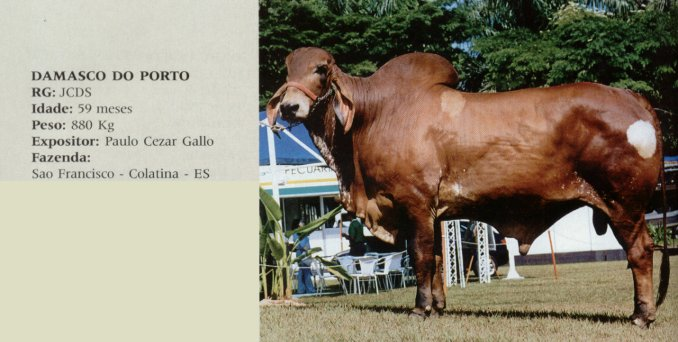 DAMASCO DO PORTO
RG: JCDS
Idade: 59 meses
Peso: 880 Kg
Expositor: Paulo Cezar Gallo
Fazenda:
Sao Francisco - Colatina - ES
PECUARI